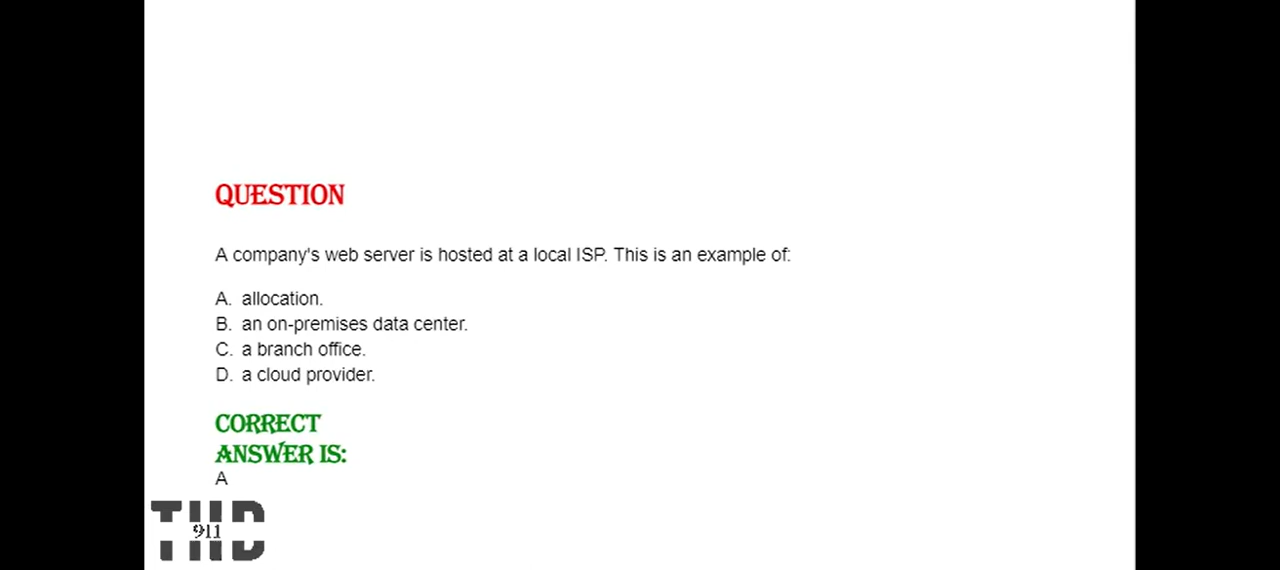 QUESTION
A company's web server is hosted at a local ISP. This is an example of:
A. allocation.
B. an on-premises data center.
C. a branch office.
D. a cloud provider.
CORRECT
ANSWER IS:
A
THD
911